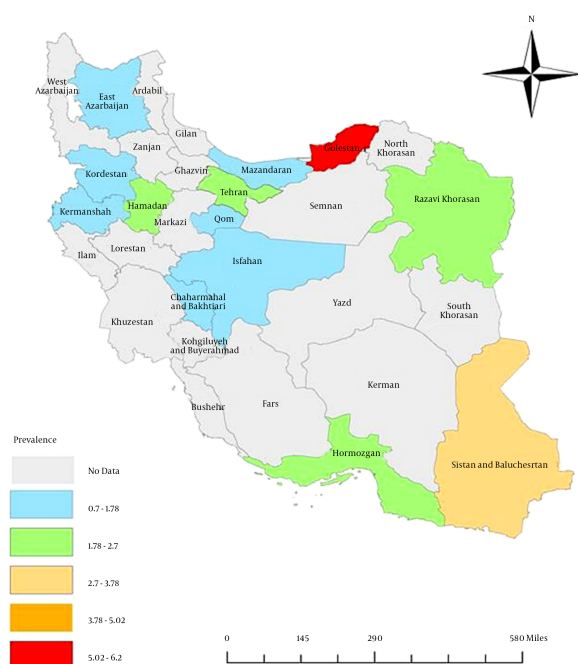 N
West
Azarbaijan
East
Azarbaijan
Ardabil
Gilan
Zanjan
Golestan
North
Khorasan
Kordestan
Ghazvin
Mazandaran
Tehran
Hamadan
Razavi Khorasan
Kermanshah
Markazi
Qom
Semnan
Ilam
Lorestan
Isfahan
Chaharmahal
and Bakhtiari
Yazd
South
Khorasan
Khuzestan
Kohgiluyeh
and Buyerahmad
Kerman
Bushehr
Fars
Hormozgan
Sistan and Baluchesrtan
Prevalence
No Data
0.7 - 1.78
1.78 - 2.7
2.7 - 3.78
3.78 - 5.02
5.02 - 6.2
0 145 290 580 Miles